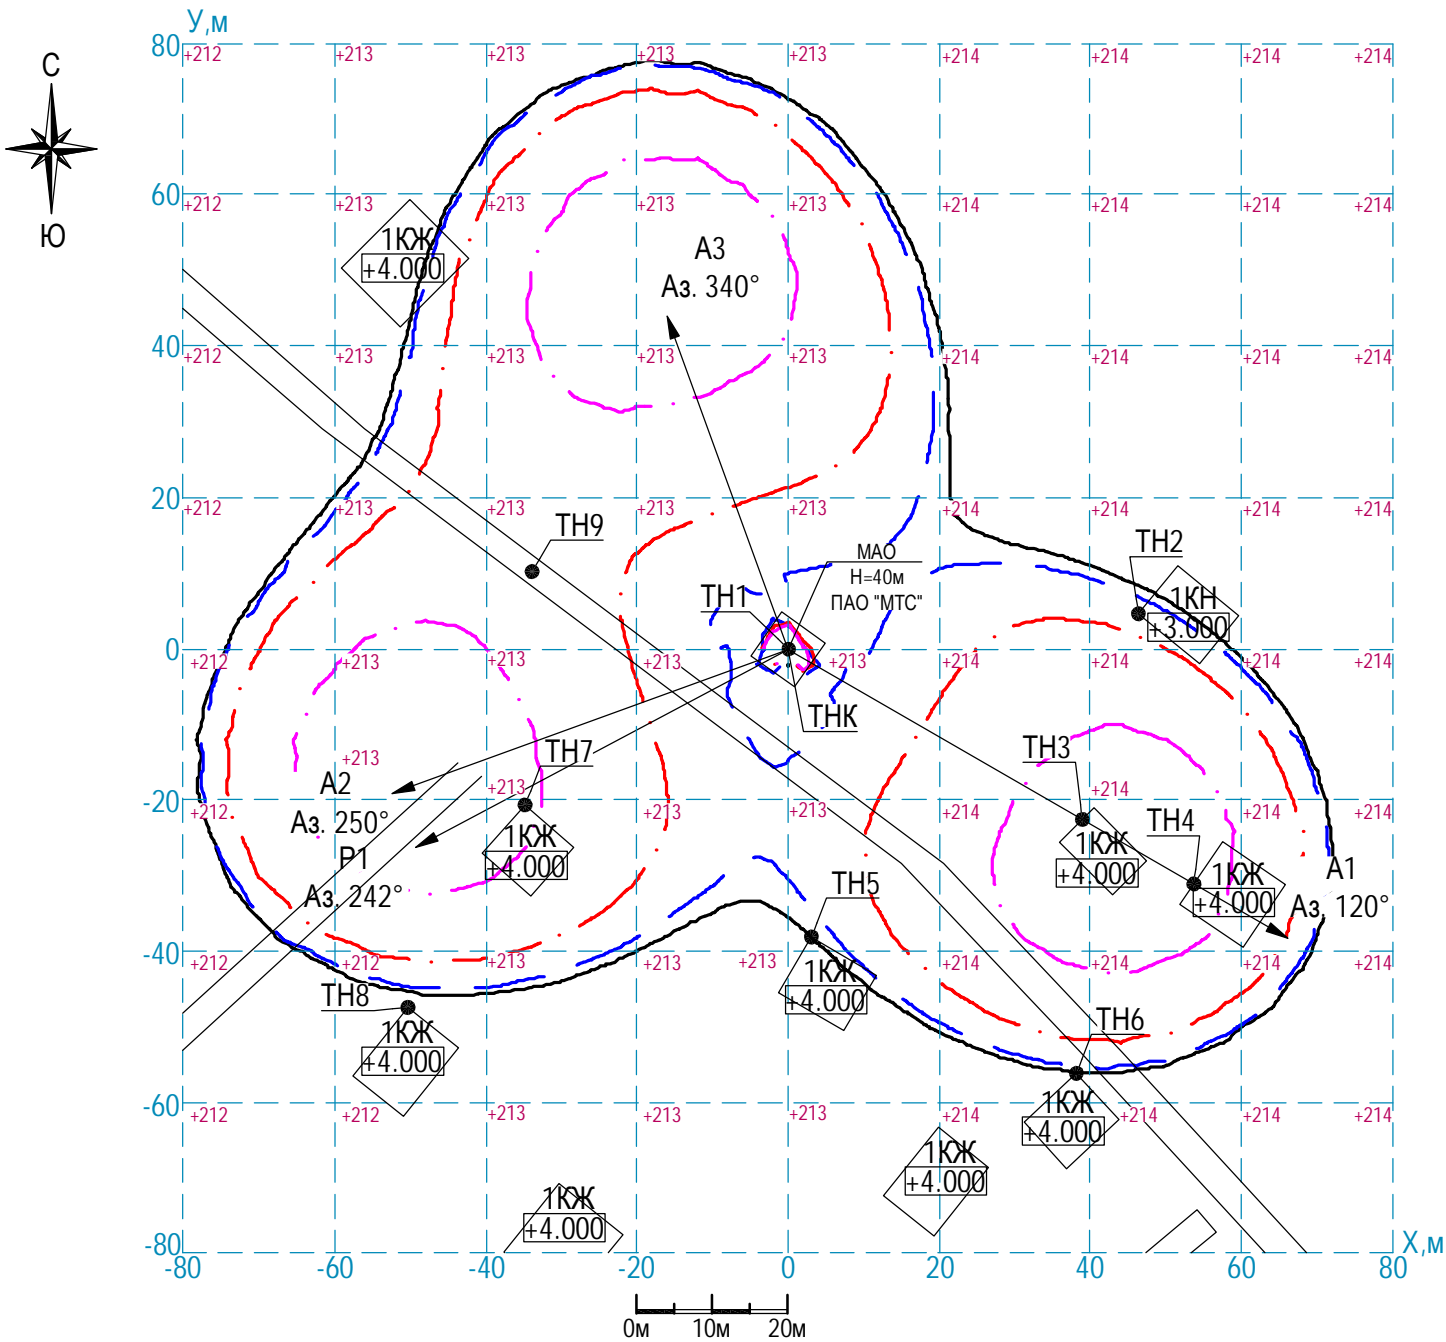 У,м
С
Ю
80
+212 +213 +213 +213 +213 +214 +214 +214 +214
60
+212 +213 +213 +213 +213 +214 +214 +214 +214
1КЖ
+4.000
А3
Аз. 340°
40
+212 +213 +213 +213 +213 +214 +214 +214 +214
20
+212 +213 +213 +213 +213 +214 +214 +214 +214
ТН9
МАО
Н=40м
ПАО "МТС"
ТН1
ТН2
1КН
+3.000
0
+212 +213 +213 +213 +213 +214 +214 +214 +214
ТНК
ТН7
ТН3
+213
А2
Аз. 250°
+213
+214
-20
+212 +213 +213 +214 +214 +214
Р1
Аз. 242°
1КЖ
+4.000
1КЖ
+4.000
ТН4
1КЖ
+4.000
А1
Аз. 120°
ТН5
-40
+212 +212 +213 +213 +213 +214 +214 +214 +214
1КЖ
+4.000
ТН8
1КЖ
+4.000
ТН6
1КЖ
+4.000
-60
+212 +212 +213 +213 +213 +214 +214 +214 +214
1КЖ
+4.000
1КЖ
+4.000
-80
Х,м
-80 -60 -40 -20 0 20 40 60 80
0м 10м 20м